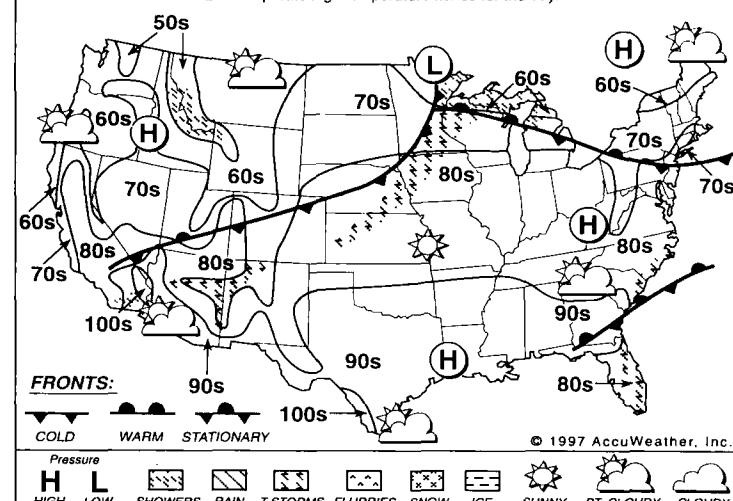 50s
H
L
60s
60s
70s
60s
H
70s
60s
70s
80s
70s
70s
60s
H
80s
80s
80s
70s
100s
90s
90s
H
FRONTS:
90s
80s
100s
COLD WARM STATIONARY
© 1997 AccuWeather, Inc.
Pressure
H L
HIGH LOW SHOWERS RAIN T-STORMS FLURRIES SNOW ICE SUNNY PT. CLOUDY CLOUDY